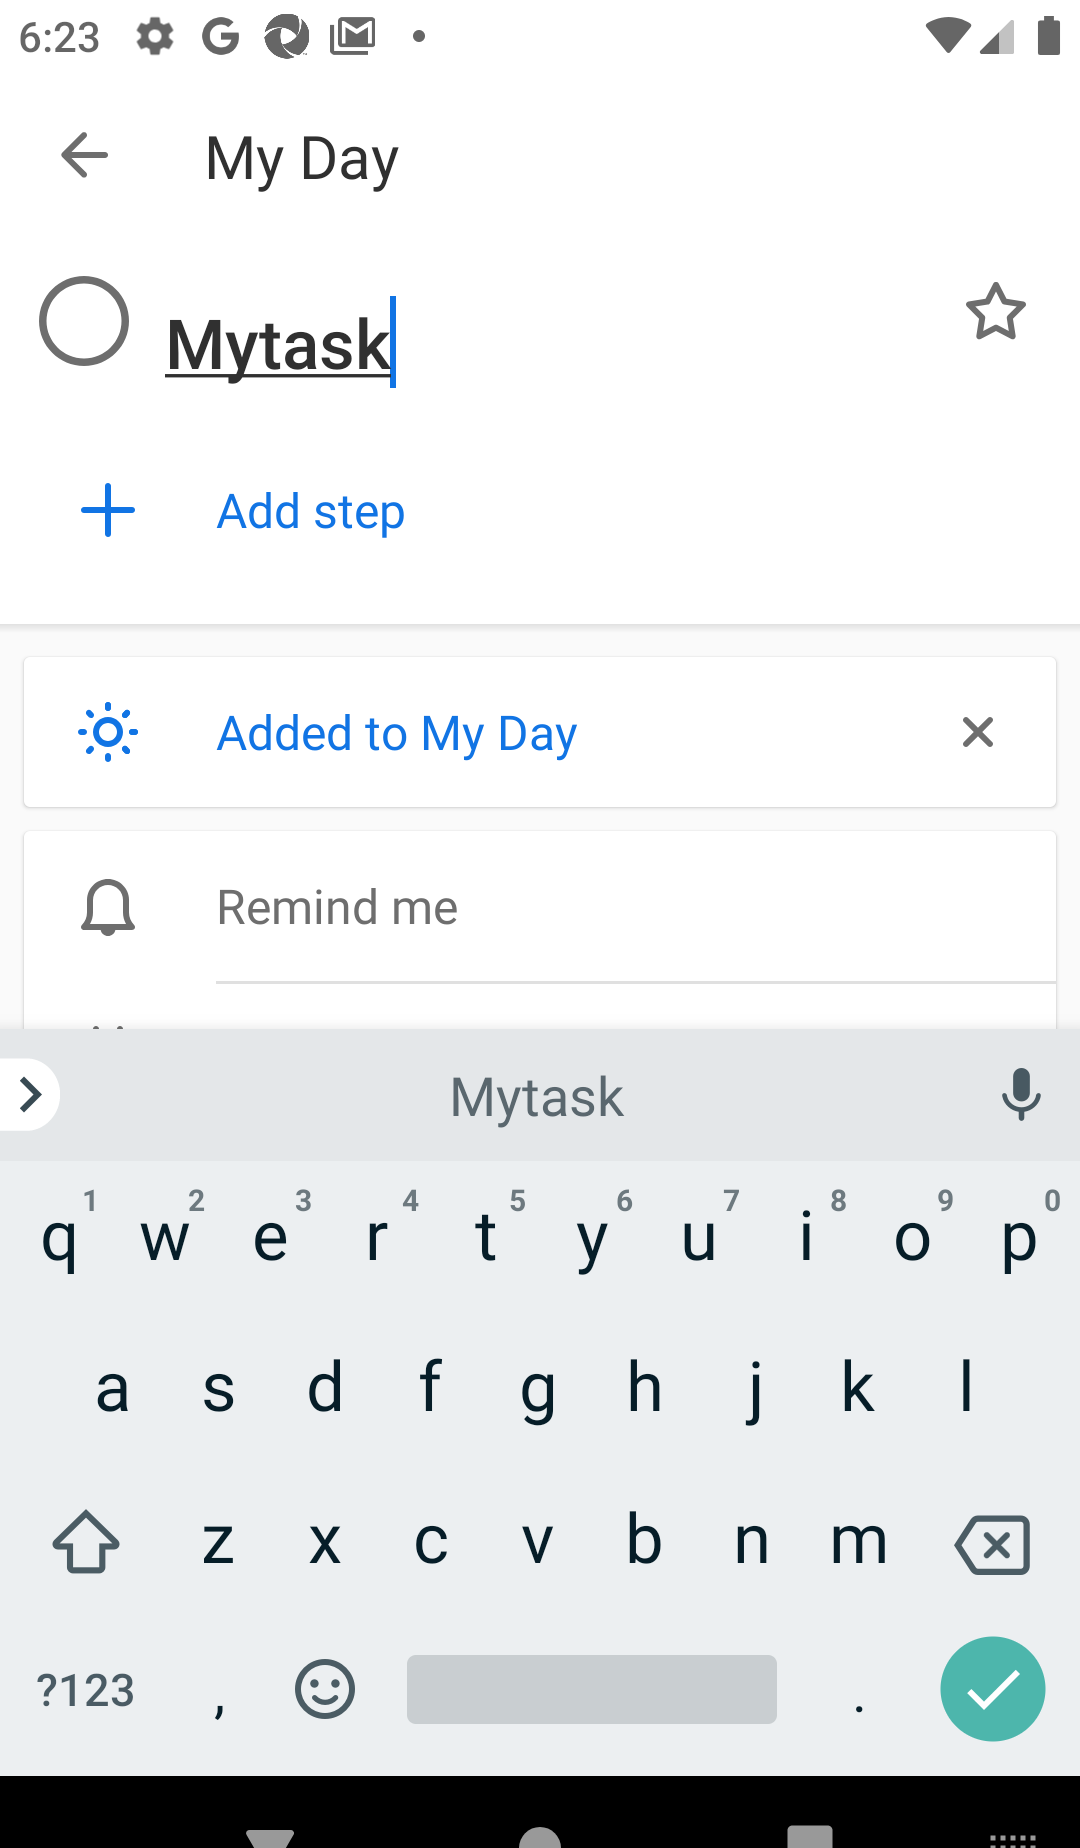 6:23
My Day
Mytask
Add step
Added to My Day
Remind me
Mytask
1 2 3 4 5 6 7 8 9 0
q w e r t y u i o p
a s d f g h j k l
z x c v b n m
?123 , .